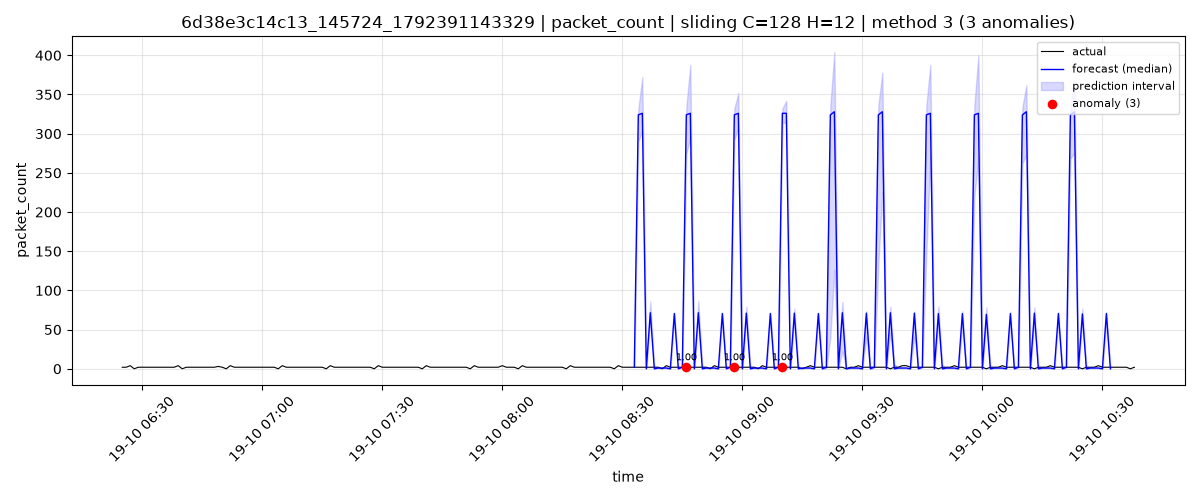 6d38e3c14c13_145724_1792391143329 | packet_count | sliding C=128 H=12 | method 3 (3 anomalies)
actual
forecast (median)
prediction interval
anomaly (3)
packet_count
400
350
300
250
200
150
100
50
0
1.00 1.00 1.00
19-10 06:30 19-10 07:00 19-10 07:30 19-10 08:00 19-10 08:30 19-10 09:00 19-10 09:30 19-10 10:00 19-10 10:30
time